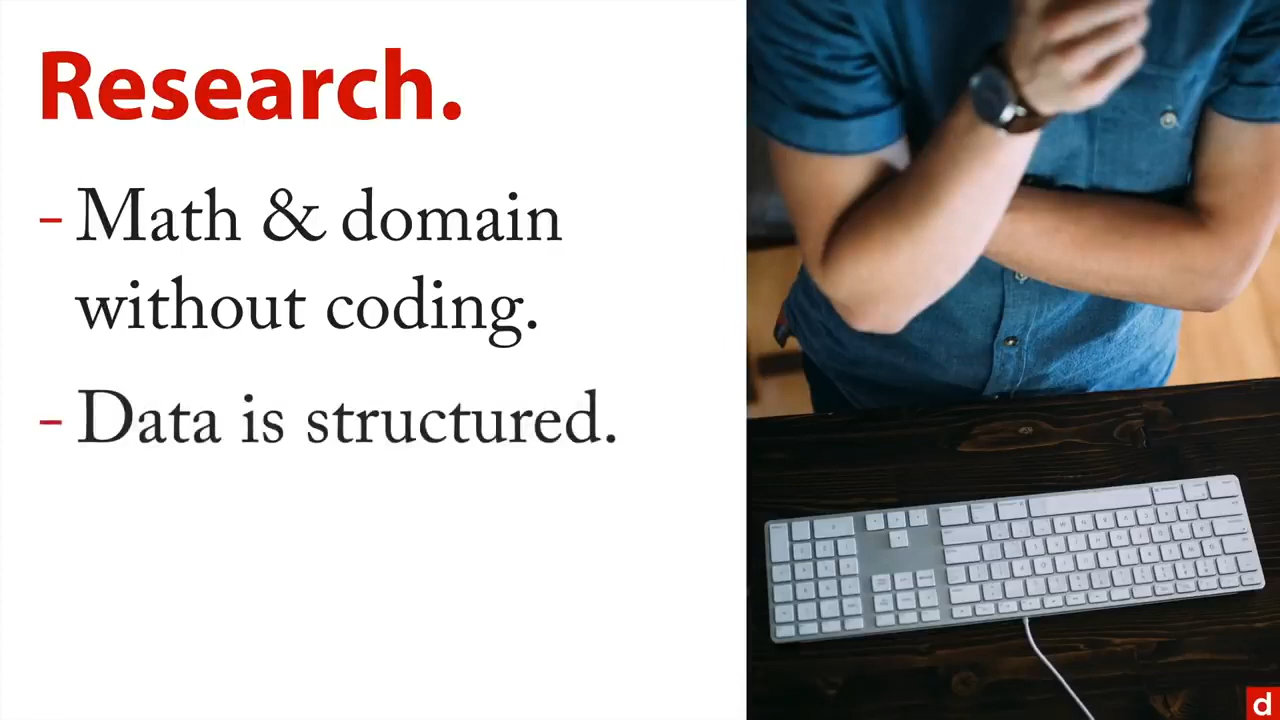 Research.
- Math & domain
without coding.
- Data is structured.
d